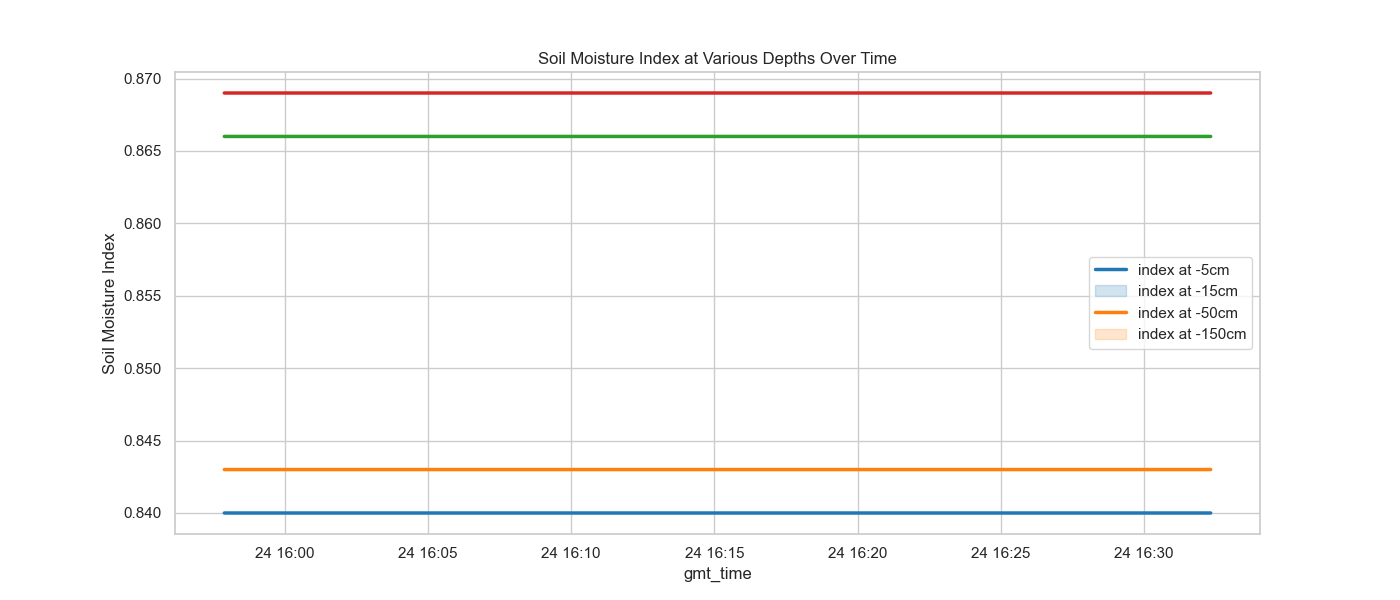 Soil Moisture Index at Various Depths Over Time
0.870
0.865
0.860
0.855
0.850
0.845
0.840
Soil Moisture Index
index at -5cm
index at -15cm
index at -50cm
index at -150cm
24 16:00
24 16:05
24 16:10
24 16:15
24 16:20
24 16:25
24 16:30
gmt_time